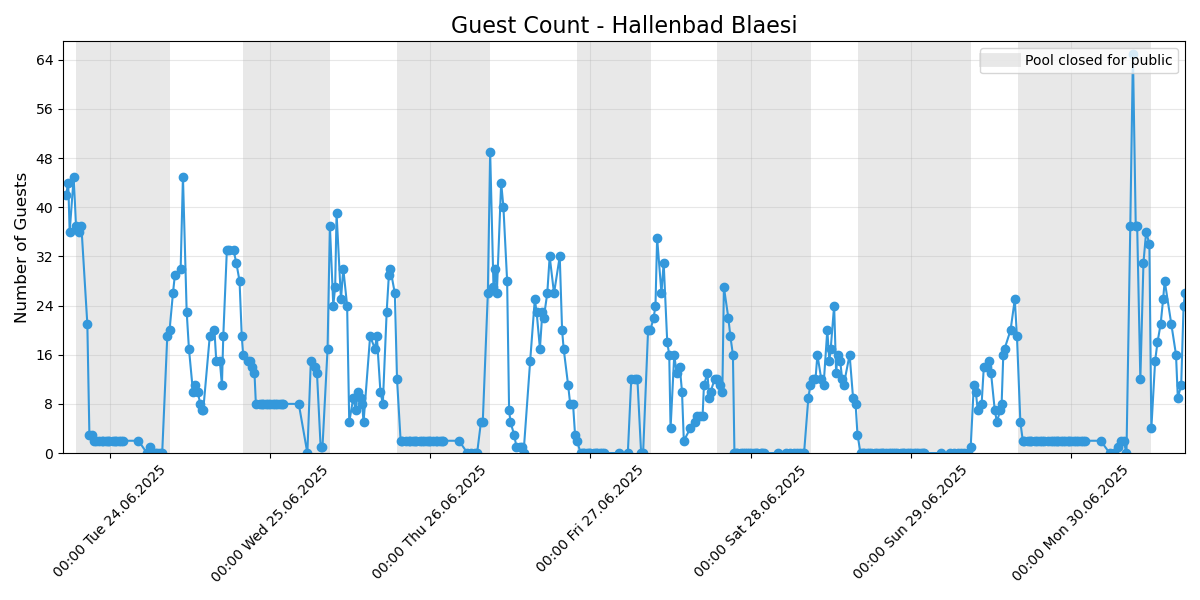 Guest Count - Hallenbad Blaesi
Pool closed for public
Number of Guests
64
56
48
40
32
24
16
8
0
00:00 Tue 24.06.2025
00:00 Wed 25.06.2025
00:00 Thu 26.06.2025
00:00 Fri 27.06.2025
00:00 Sat 28.06.2025
00:00 Sun 29.06.2025
00:00 Mon 30.06.2025